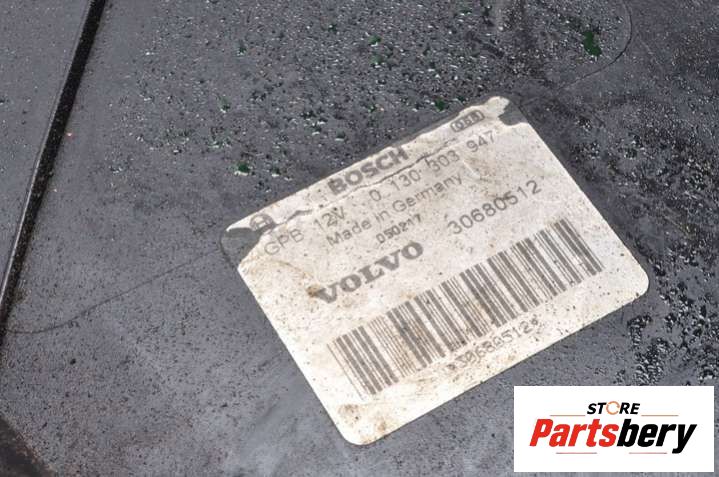 BOSCH
GPB 12V 0 130 303 947
Made in Germany
050217
VOLVO 30680512
*30680512*
STORE
Partsbery